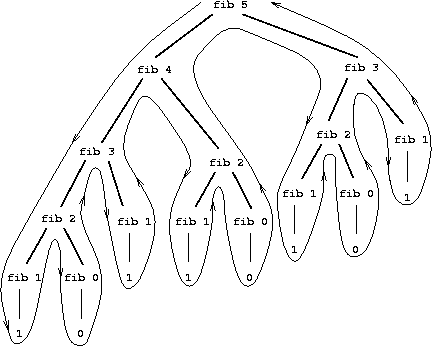 fib 5
fib 4 fib 3
fib 3 fib 2 fib 2 fib 1
fib 2 fib 1 fib 1 fib 0 fib 1 fib 0 1
fib 1 fib 0 1 1 0 1 0
1 0